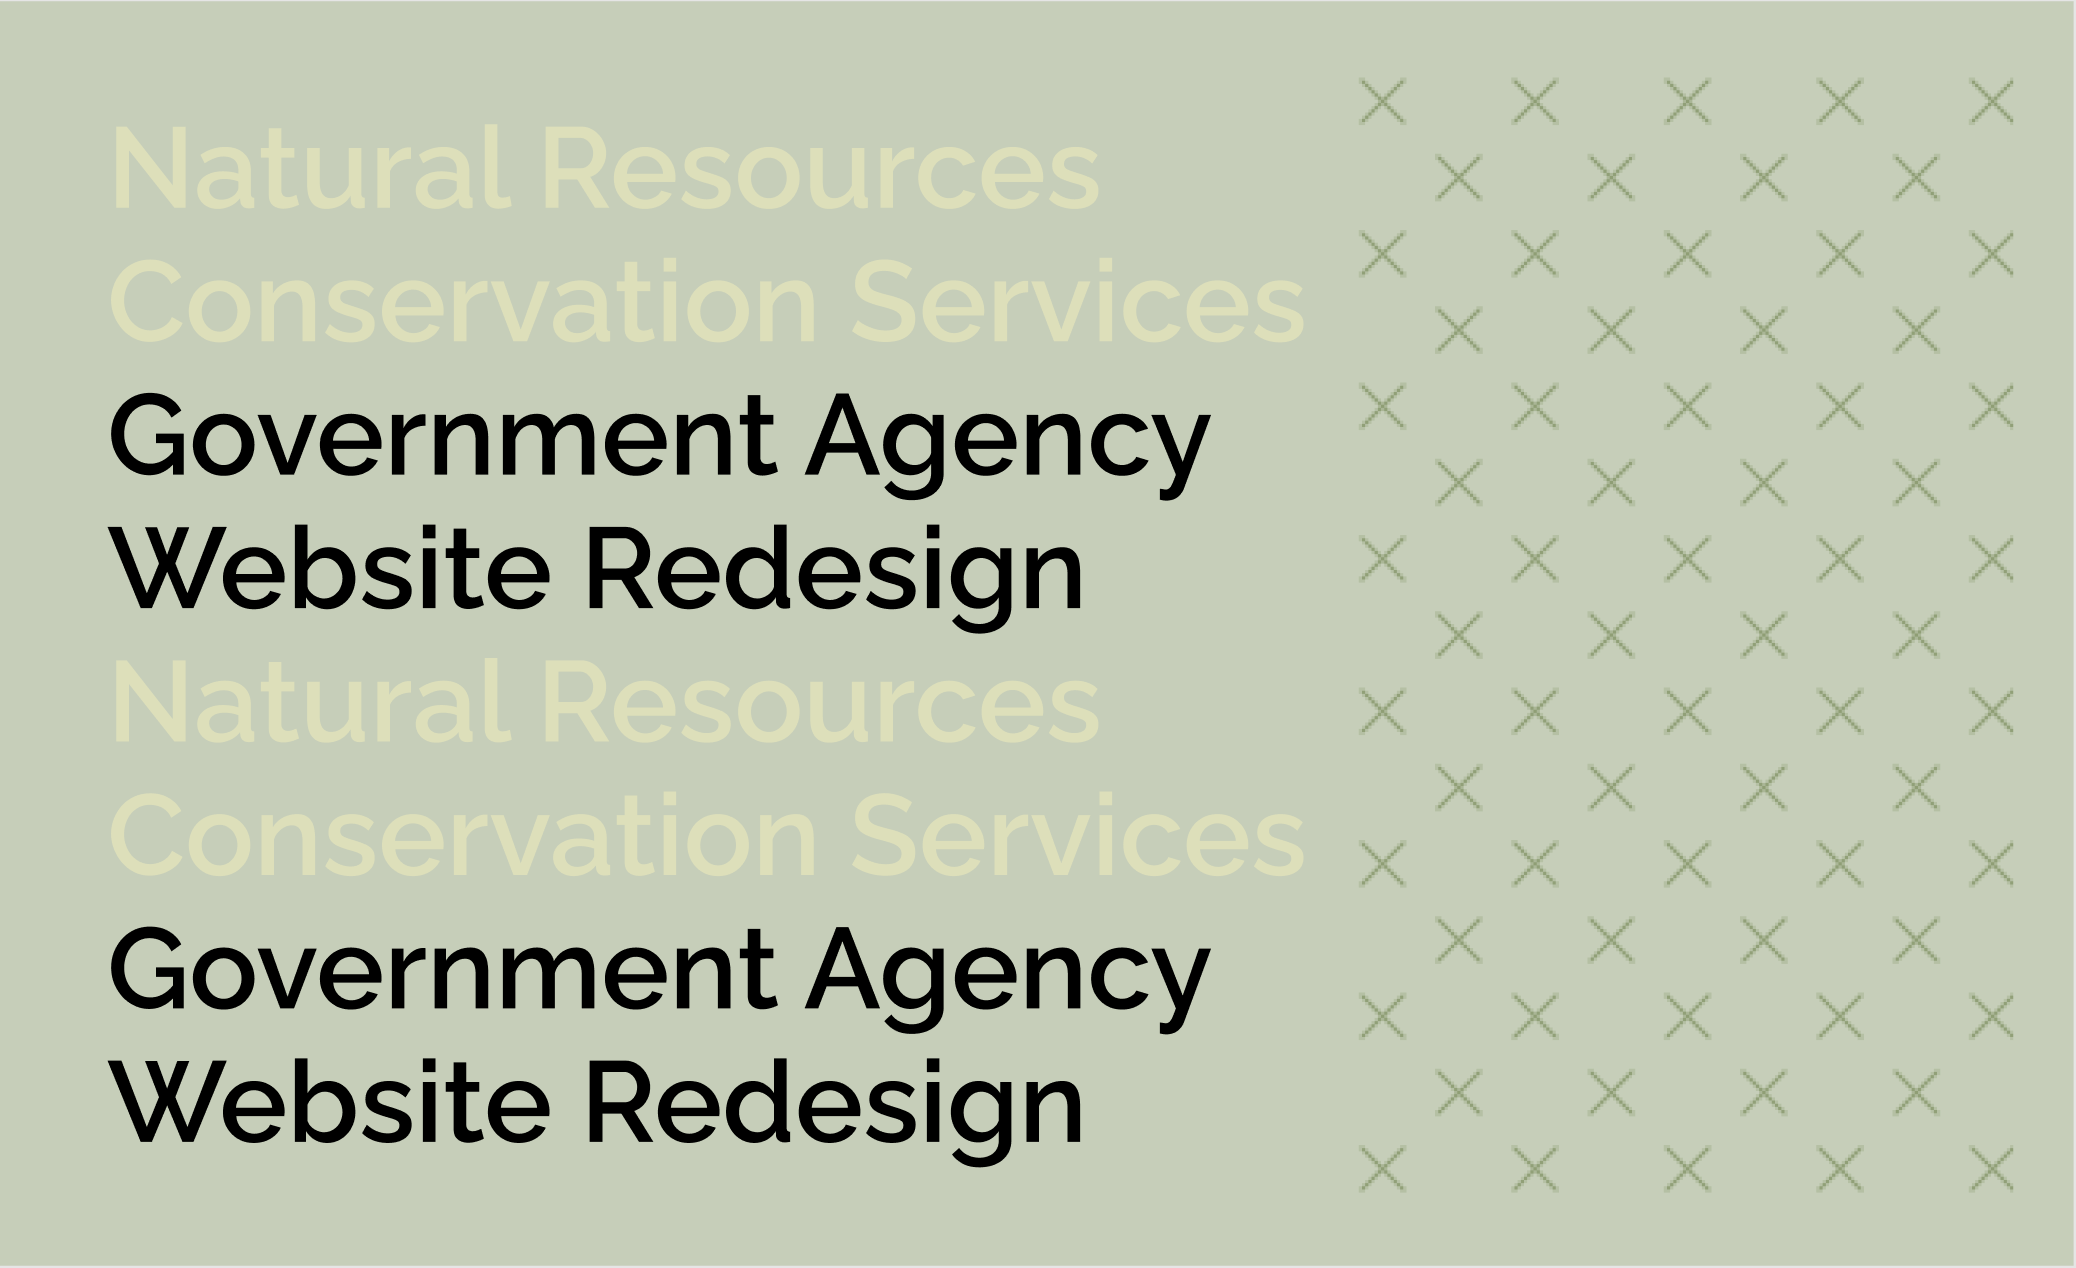 Natural Resources
Conservation Services
Government Agency
Website Redesign
Natural Resources
Conservation Services
Government Agency
Website Redesign